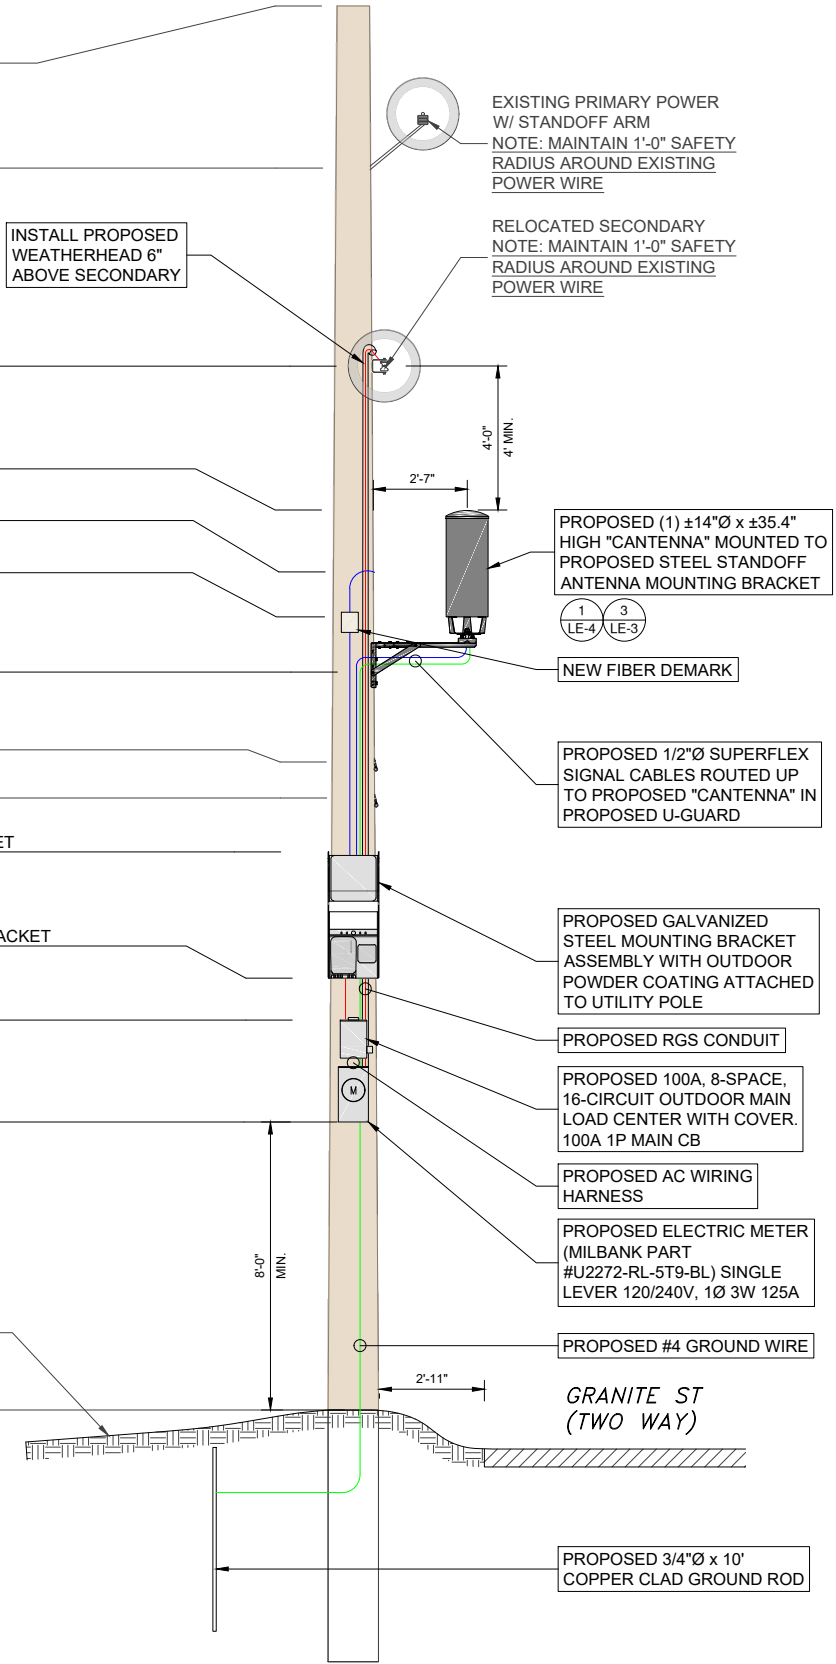 EXISTING PRIMARY POWER
W/ STANDOFF ARM
NOTE: MAINTAIN 1'-0" SAFETY
RADIUS AROUND EXISTING
POWER WIRE
RELOCATED SECONDARY
NOTE: MAINTAIN 1'-0" SAFETY
RADIUS AROUND EXISTING
POWER WIRE
INSTALL PROPOSED
WEATHERHEAD 6"
ABOVE SECONDARY
4'-0"
4' MIN.
2'-7"
PROPOSED (1) ±14"Ø x ±35.4"
HIGH "CANTENNA" MOUNTED TO
PROPOSED STEEL STANDOFF
ANTENNA MOUNTING BRACKET
1
LE-4
3
LE-3
NEW FIBER DEMARK
PROPOSED 1/2"Ø SUPERFLEX
SIGNAL CABLES ROUTED UP
TO PROPOSED "CANTENNA" IN
PROPOSED U-GUARD
ET
ACKET
PROPOSED GALVANIZED
STEEL MOUNTING BRACKET
ASSEMBLY WITH OUTDOOR
POWDER COATING ATTACHED
TO UTILITY POLE
PROPOSED RGS CONDUIT
PROPOSED 100A, 8-SPACE,
16-CIRCUIT OUTDOOR MAIN
LOAD CENTER WITH COVER.
100A 1P MAIN CB
M
PROPOSED AC WIRING
HARNESS
PROPOSED ELECTRIC METER
(MILBANK PART
#U2272-RL-5T9-BL) SINGLE
LEVER 120/240V, 1Ø 3W 125A
8'-0"
MIN.
PROPOSED #4 GROUND WIRE
2'-11"
GRANITE ST
(TWO WAY)
PROPOSED 3/4"Ø x 10'
COPPER CLAD GROUND ROD